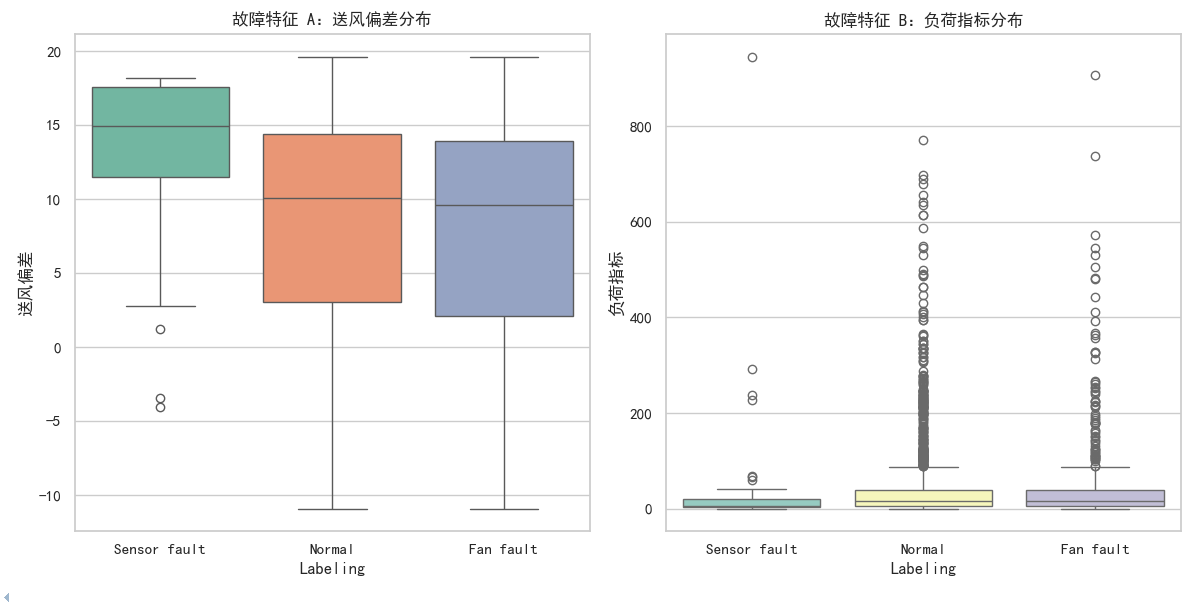 故障特征 A：送风偏差分布
送风偏差
20
15
10
5
0
−5
−10
Sensor fault
Normal
Fan fault
Labeling
故障特征 B：负荷指标分布
负荷指标
800
600
400
200
0
Sensor fault
Normal
Fan fault
Labeling